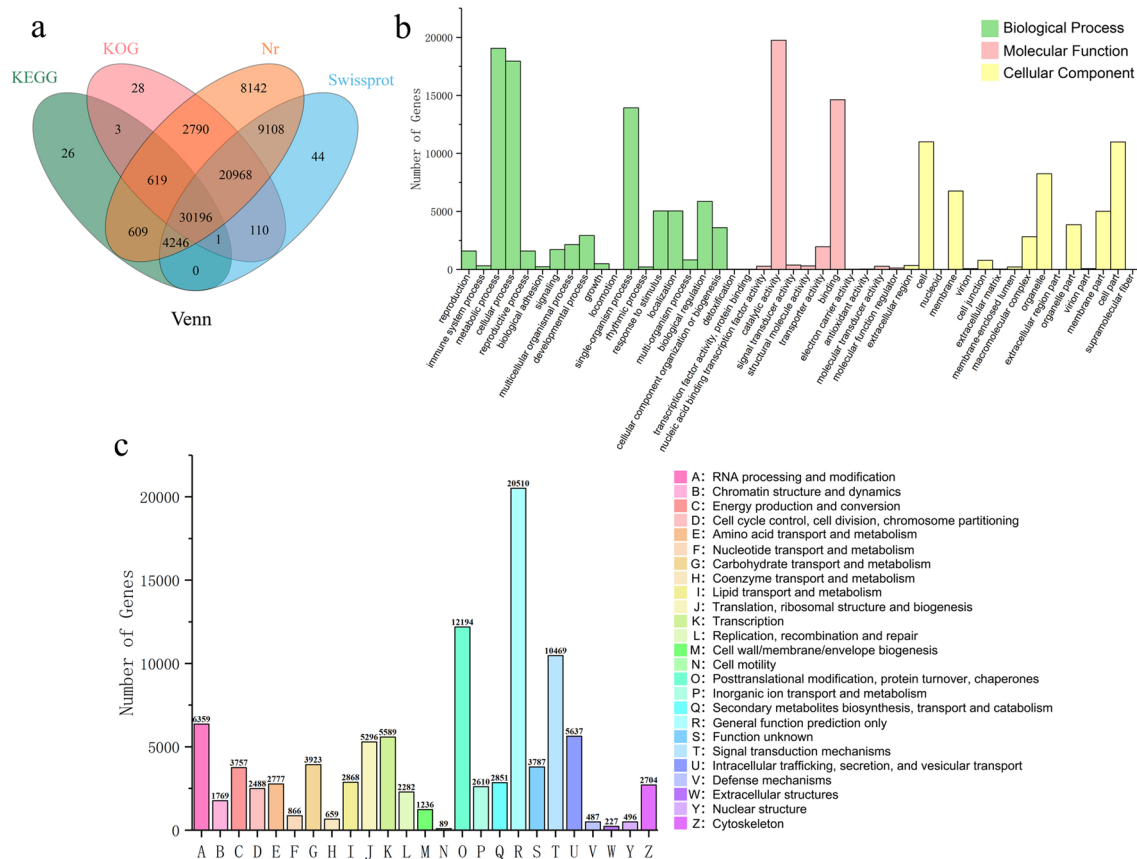 a
KOG
Nr
KEGG
Swissprot
28
8142
3
2790
9108
26
44
619
20968
30196
609
4246
1
110
0
Venn
b
Biological Process
Molecular Function
Cellular Component
Number of Genes
20000
15000
10000
5000
0
reproduction
immune system process
metabolic process
cellular process
reproductive process
biological adhesion
signaling
multicellular organismal process
developmental process
growth
locomotion
single-organism process
rhythmic process
response to stimulus
localization
multi-organism process
biological regulation
cellular component organization or biogenesis
detoxification
transcription factor activity, protein binding
nucleic acid binding transcription factor activity
catalytic activity
signal transducer activity
structural molecule activity
transporter activity
binding
electron carrier activity
antioxidant activity
molecular transducer activity
molecular function regulator
extracellular region
cell
nucleoid
membrane
virion
cell junction
extracellular matrix
membrane-enclosed lumen
macromolecular complex
organelle
extracellular region part
organelle part
virion part
membrane part
cell part
supramolecular fiber
c
Number of Genes
20000
15000
10000
5000
0
6359
1769
3757
2488
2777
866
3923
659
2868
5296
5589
2282
1236
89
12194
2610
2851
20510
3787
10469
5637
487
227
496
2704
A B C D E F G H I J K L M N O P Q R S T U V W Y Z
A: RNA processing and modification
B: Chromatin structure and dynamics
C: Energy production and conversion
D: Cell cycle control, cell division, chromosome partitioning
E: Amino acid transport and metabolism
F: Nucleotide transport and metabolism
G: Carbohydrate transport and metabolism
H: Coenzyme transport and metabolism
I: Lipid transport and metabolism
J: Translation, ribosomal structure and biogenesis
K: Transcription
L: Replication, recombination and repair
M: Cell wall/membrane/envelope biogenesis
N: Cell motility
O: Posttranslational modification, protein turnover, chaperones
P: Inorganic ion transport and metabolism
Q: Secondary metabolites biosynthesis, transport and catabolism
R: General function prediction only
S: Function unknown
T: Signal transduction mechanisms
U: Intracellular trafficking, secretion, and vesicular transport
V: Defense mechanisms
W: Extracellular structures
Y: Nuclear structure
Z: Cytoskeleton